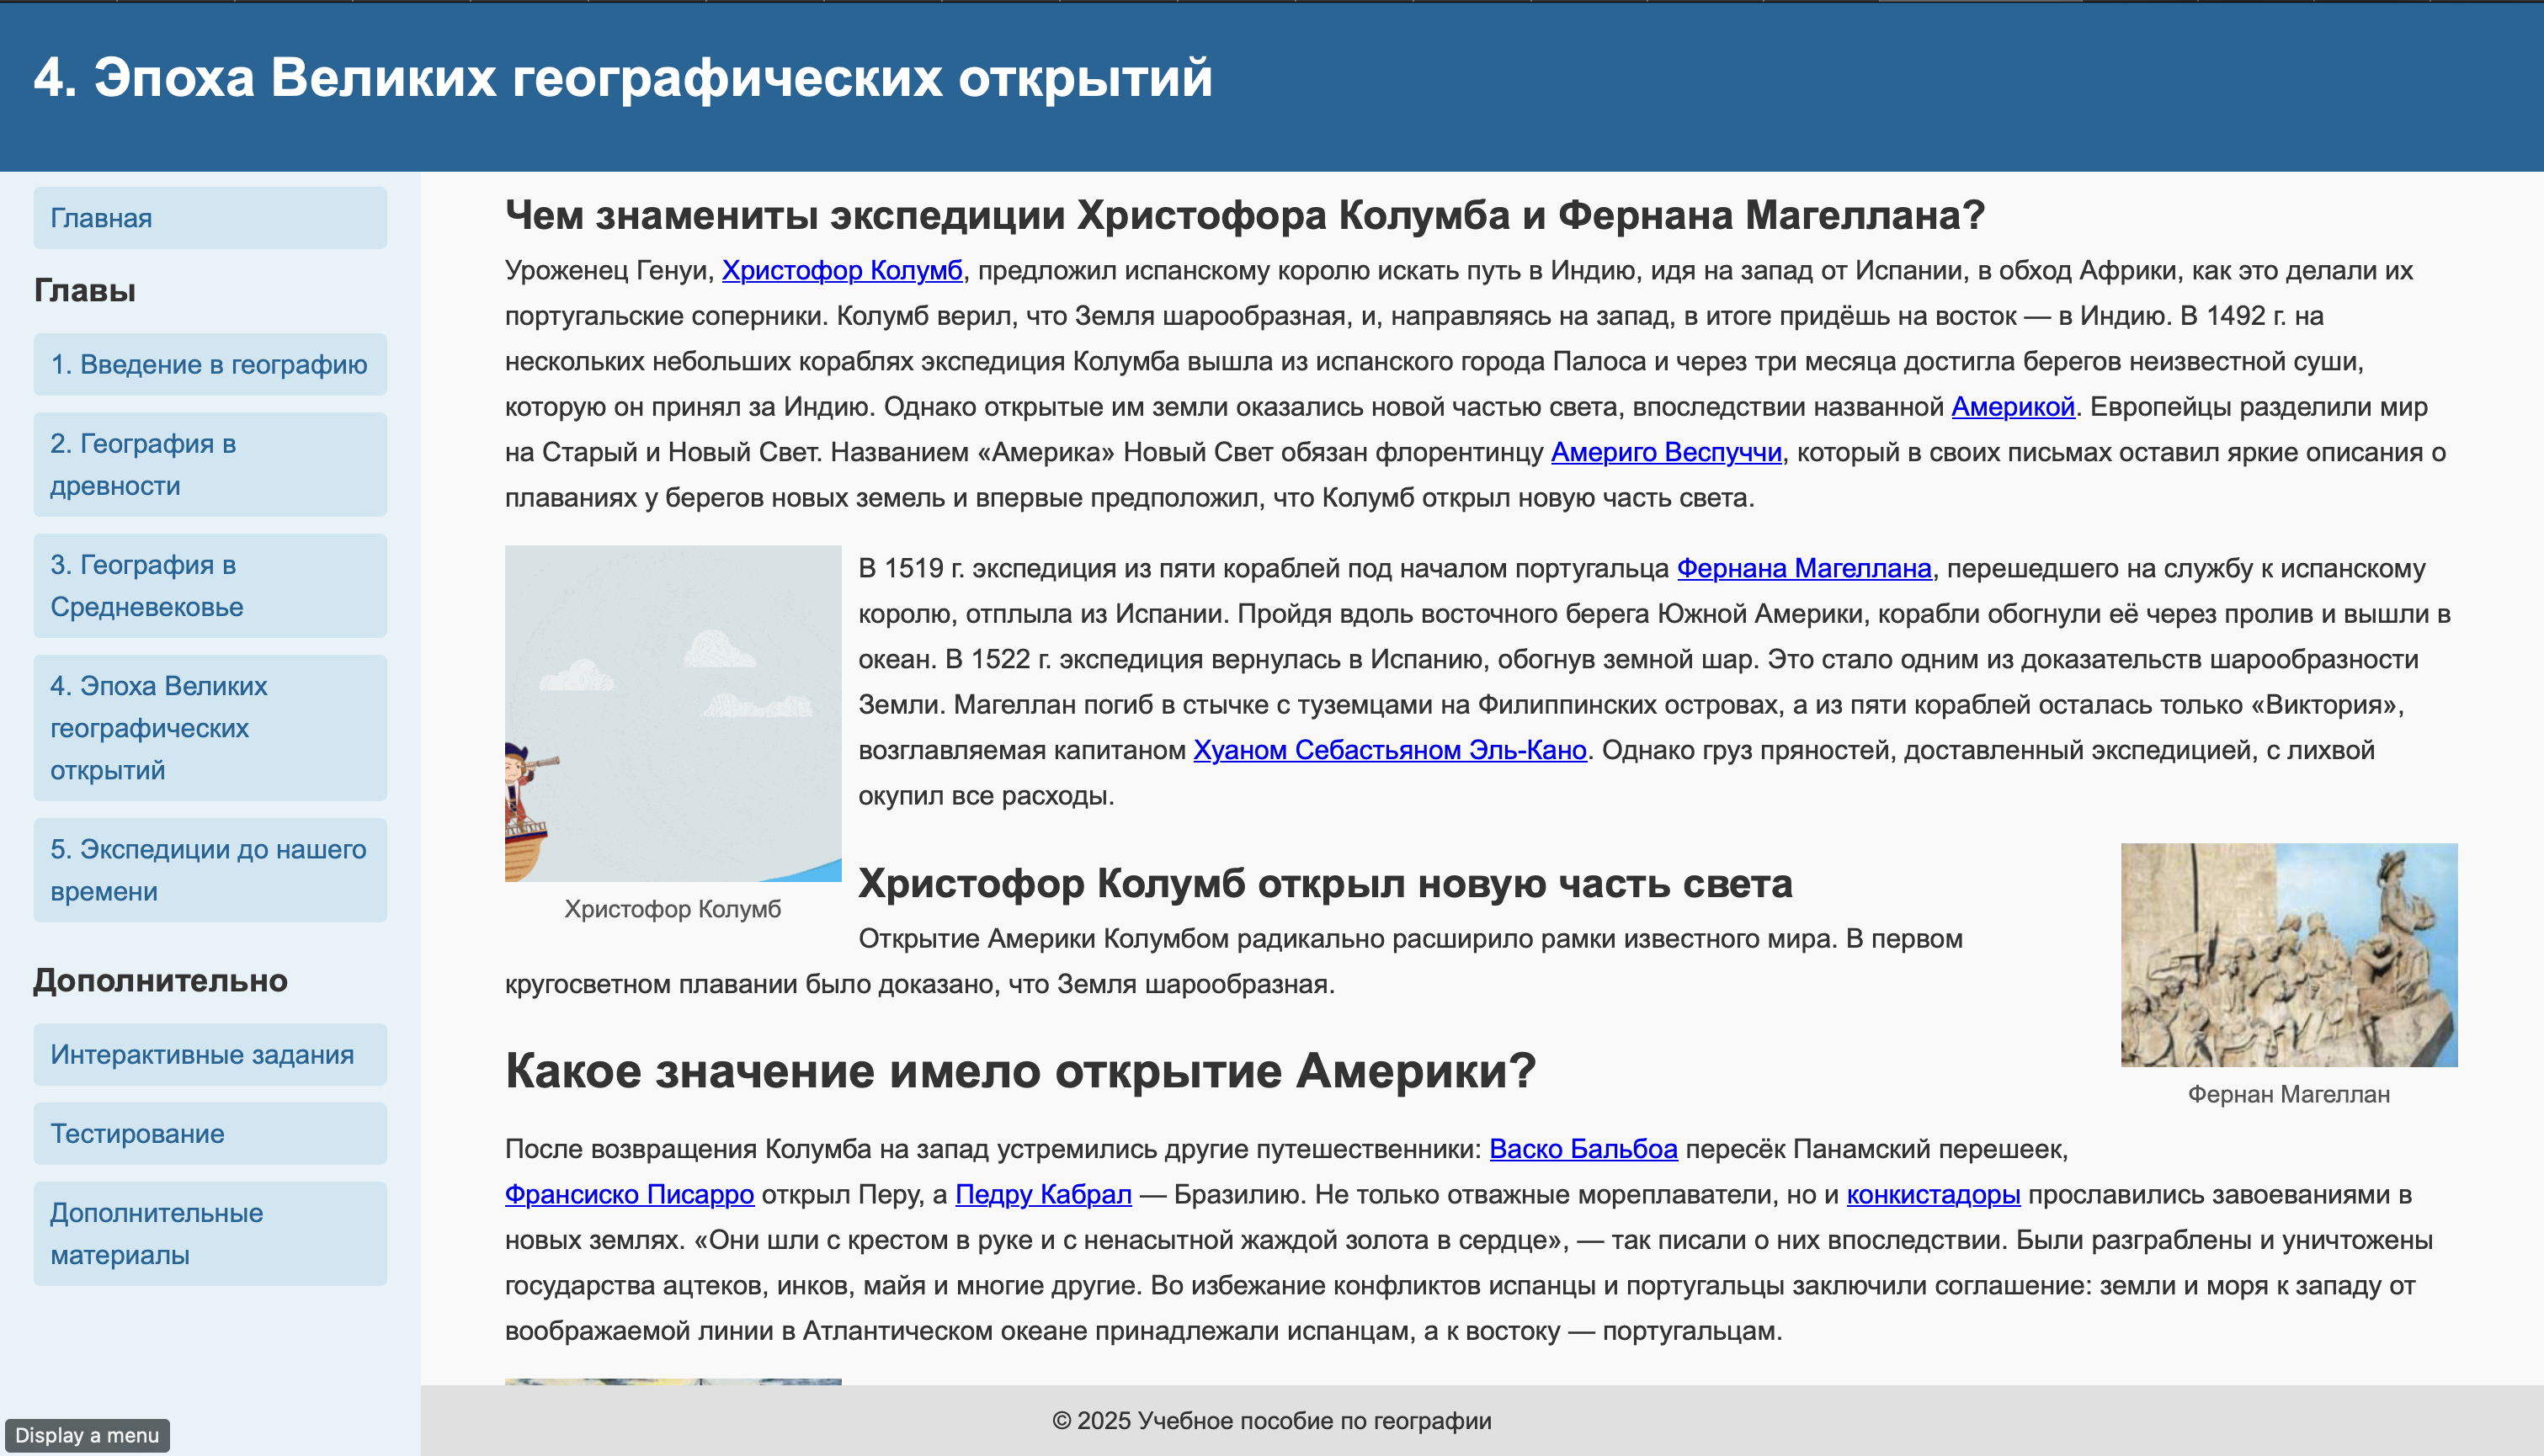 4. Эпоха Великих географических открытий
Главная
Главы
1. Введение в географию
2. География в
древности
3. География в
Средневековье
4. Эпоха Великих
географических
открытий
5. Экспедиции до нашего
времени
Дополнительно
Интерактивные задания
Тестирование
Дополнительные
материалы
Display a menu
Чем знамениты экспедиции Христофора Колумба и Фернана Магеллана?
Уроженец Генуи, Христофор Колумб, предложил испанскому королю искать путь в Индию, идя на запад от Испании, в обход Африки, как это делали их
португальские соперники. Колумб верил, что Земля шарообразная, и, направляясь на запад, в итоге придёшь на восток — в Индию. В 1492 г. на
нескольких небольших кораблях экспедиция Колумба вышла из испанского города Палоса и через три месяца достигла берегов неизвестной суши,
которую он принял за Индию. Однако открытые им земли оказались новой частью света, впоследствии названной Америкой. Европейцы разделили мир
на Старый и Новый Свет. Названием «Америка» Новый Свет обязан флорентинцу Америго Веспуччи, который в своих письмах оставил яркие описания о
плаваниях у берегов новых земель и впервые предположил, что Колумб открыл новую часть света.
В 1519 г. экспедиция из пяти кораблей под началом португальца Фернана Магеллана, перешедшего на службу к испанскому
королю, отплыла из Испании. Пройдя вдоль восточного берега Южной Америки, корабли обогнули её через пролив и вышли в
океан. В 1522 г. экспедиция вернулась в Испанию, обогнув земной шар. Это стало одним из доказательств шарообразности
Земли. Магеллан погиб в стычке с туземцами на Филиппинских островах, а из пяти кораблей осталась только «Виктория»,
возглавляемая капитаном Хуаном Себастьяном Эль-Кано. Однако груз пряностей, доставленный экспедицией, с лихвой
окупил все расходы.
Христофор Колумб
Христофор Колумб открыл новую часть света
Открытие Америки Колумбом радикально расширило рамки известного мира. В первом
кругосветном плавании было доказано, что Земля шарообразная.
Фернан Магеллан
Какое значение имело открытие Америки?
После возвращения Колумба на запад устремились другие путешественники: Васко Бальбоа пересёк Панамский перешеек,
Франсиско Писарро открыл Перу, а Педру Кабрал — Бразилию. Не только отважные мореплаватели, но и конкистадоры прославились завоеваниями в
новых землях. «Они шли с крестом в руке и с ненасытной жаждой золота в сердце», — так писали о них впоследствии. Были разграблены и уничтожены
государства ацтеков, инков, майя и многие другие. Во избежание конфликтов испанцы и португальцы заключили соглашение: земли и моря к западу от
воображаемой линии в Атлантическом океане принадлежали испанцам, а к востоку — португальцам.
© 2025 Учебное пособие по географии